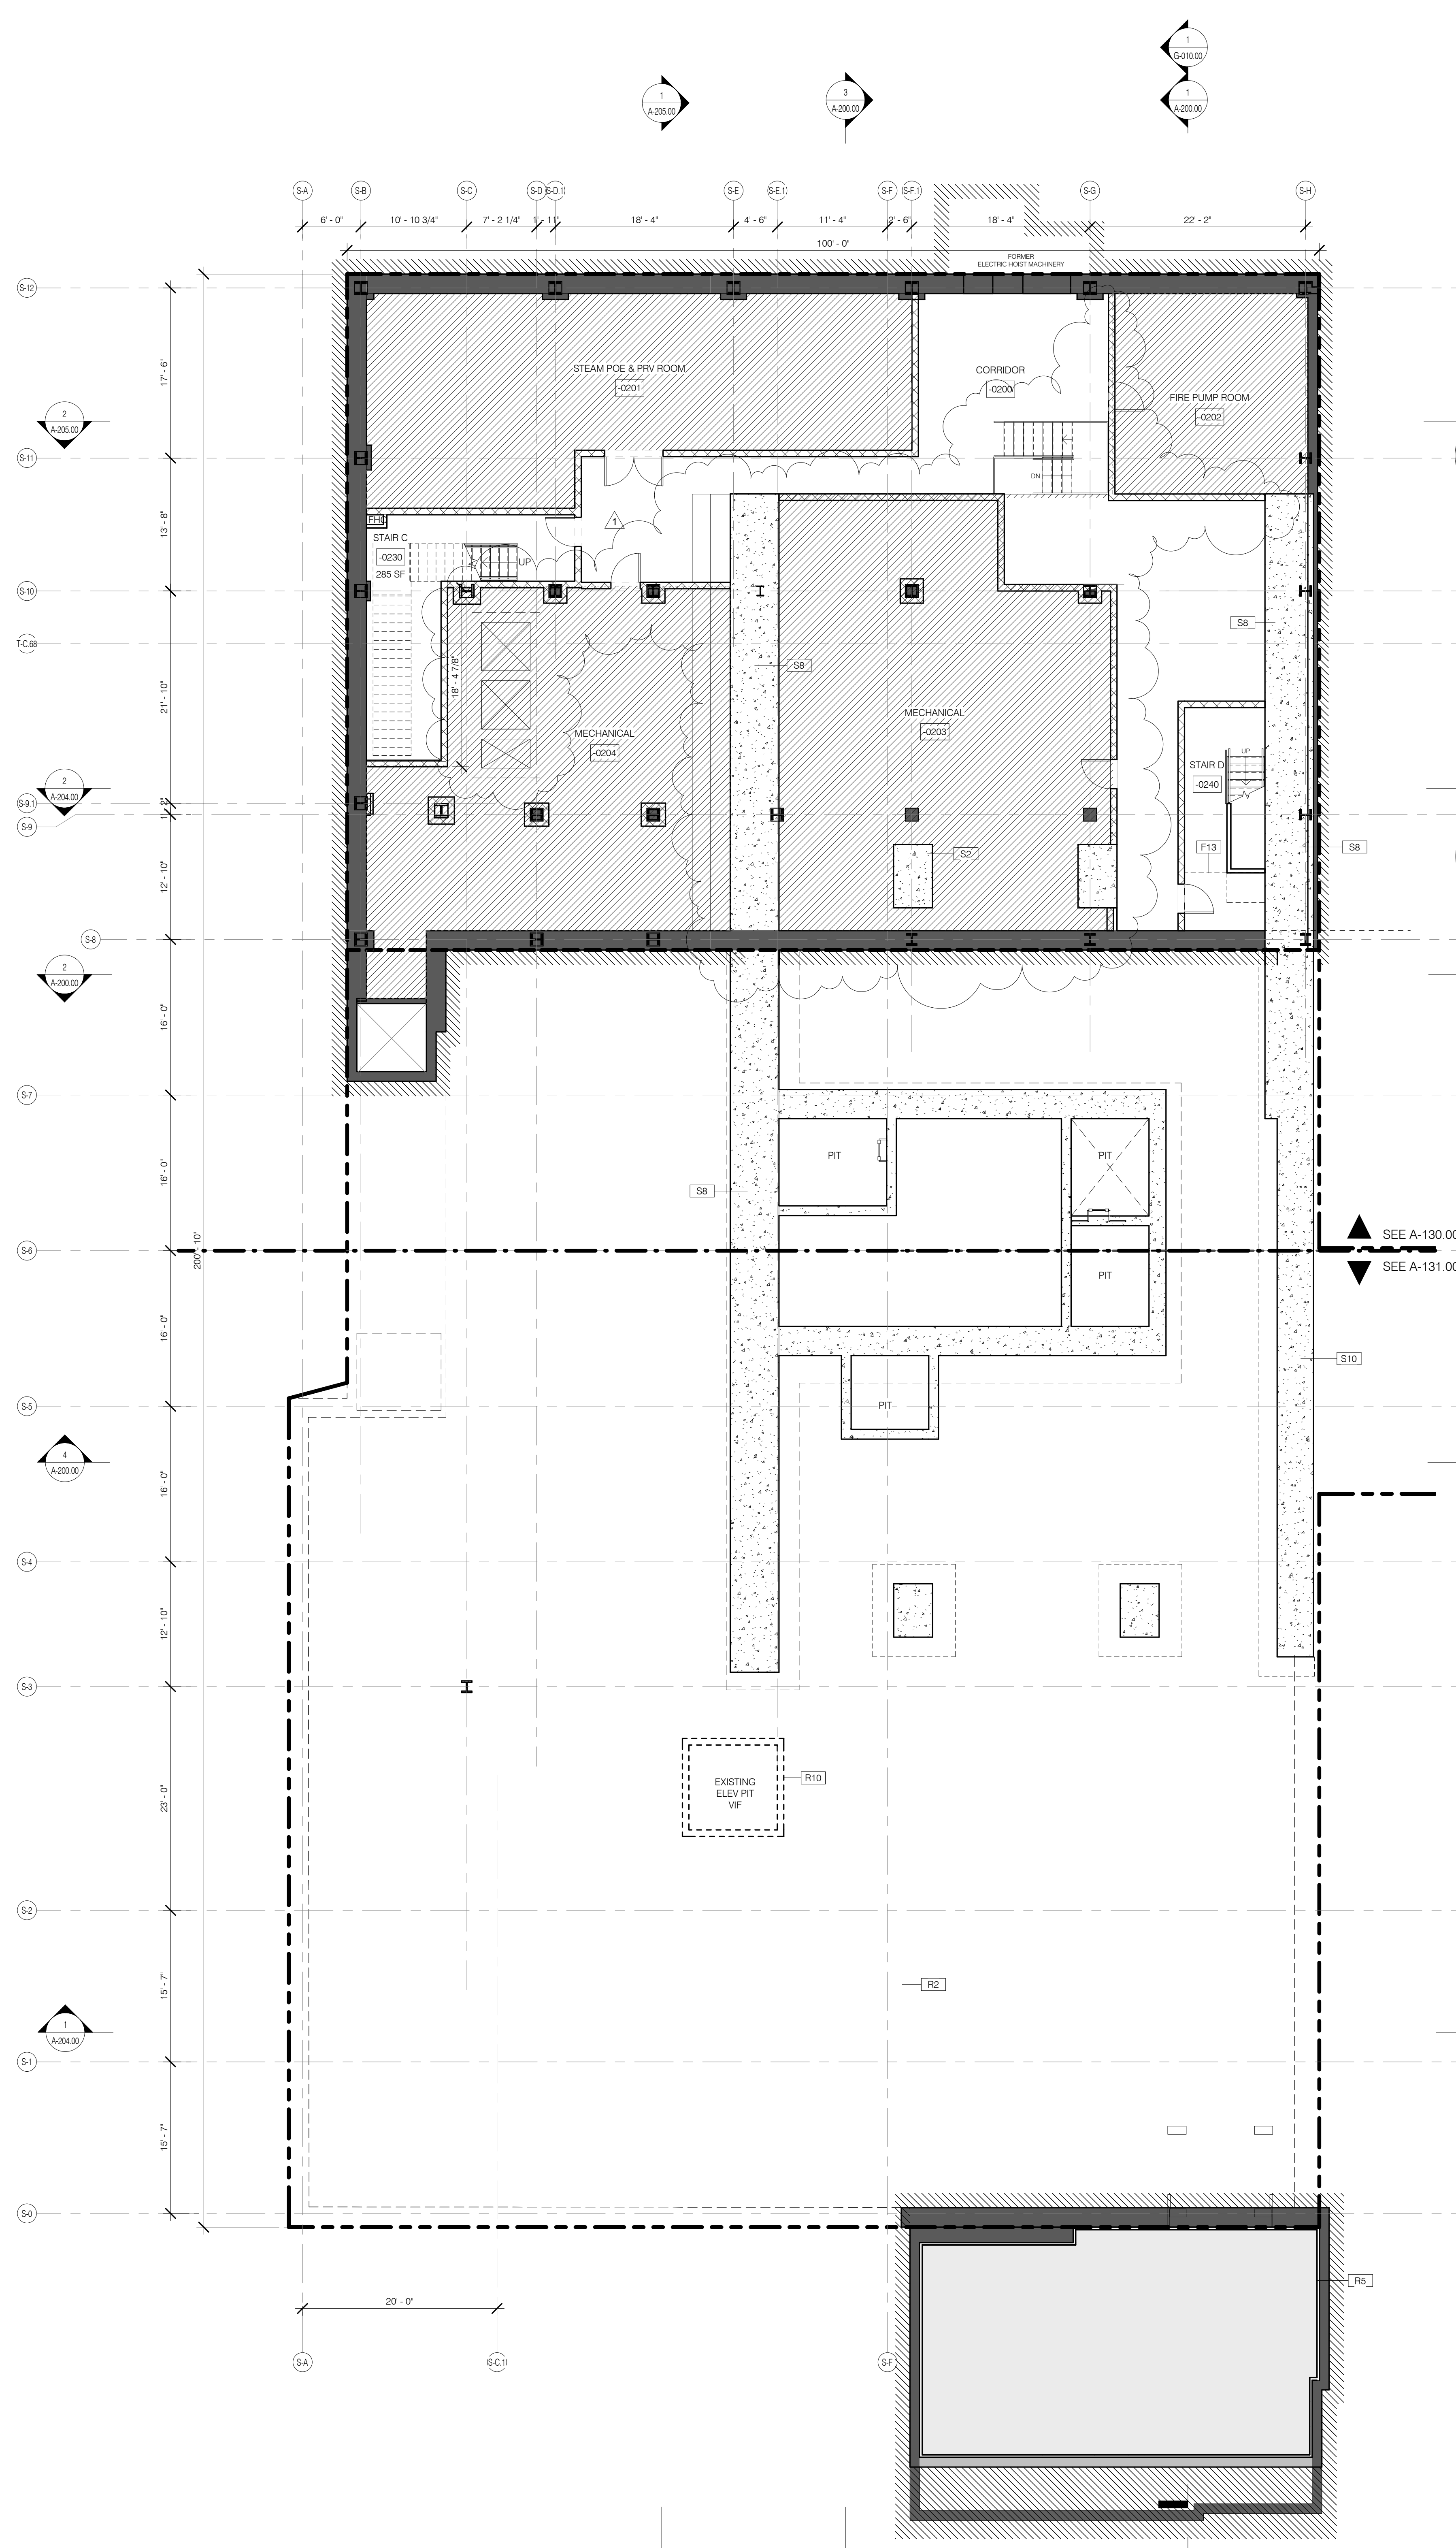 1
G-010.00
1
A-205.00
3
A-200.00
1
A-200.00
S-A
S-B
S-C
S-D
(S-D.1)
S-E
(S-E.1)
S-F
(S-F.1)
S-G
S-H
6' - 0"
10' - 10 3/4"
7' - 2 1/4"
1' - 11"
18' - 4"
4' - 6"
11' - 4"
2' - 6"
18' - 4"
22' - 2"
100' - 0"
FORMER
ELECTRIC HOIST MACHINERY
S-12
17' - 6"
STEAM POE & PRV ROOM
-0201
CORRIDOR
-0200
FIRE PUMP ROOM
-0202
2
A-205.00
S-11
DN
13' - 8"
FHC
1
STAIR C
-0230
285 SF
UP
S-10
S8
T-C.68
18' - 4 7/8"
S8
21' - 10"
MECHANICAL
-0204
MECHANICAL
-0203
UP
STAIR D
-0240
2
A-204.00
(S-9.1)
S-9
F13
S2
S8
12' - 10"
S-8
2
A-200.00
16' - 0"
S-7
PIT
PIT
16' - 0"
S8
200' - 10"
S-6
SEE A-130.00
SEE A-131.00
PIT
16' - 0"
S10
S-5
PIT
4
A-200.00
16' - 0"
S-4
12' - 10"
S-3
R10
EXISTING
ELEV PIT
VIF
23' - 0"
S-2
R2
15' - 7"
1
A-204.00
S-1
15' - 7"
S-0
R5
20' - 0"
S-A
(S-C.1)
S-F